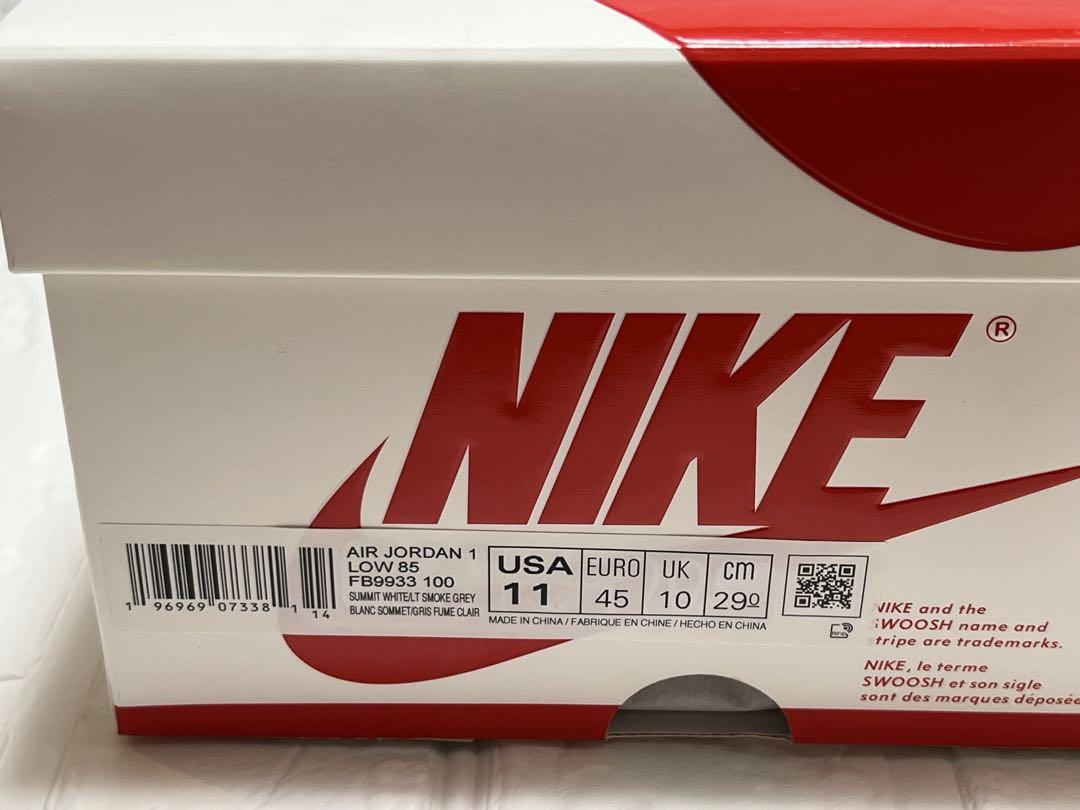 NIKE®
AIR JORDAN 1
LOW 85
FB9933 100
SUMMIT WHITE/LT SMOKE GREY
BLANC SOMMET/GRIS FUME CLAIR
1 96969 07338 1 14
USA 11
EURO 45
UK 10
cm 290
MADE IN CHINA / FABRIQUE EN CHINE / HECHO EN CHINA
RFID
NIKE and the
SWOOSH name and
tripe are trademarks.
NIKE, le terme
SWOOSH et son sigle
sont des marques déposée